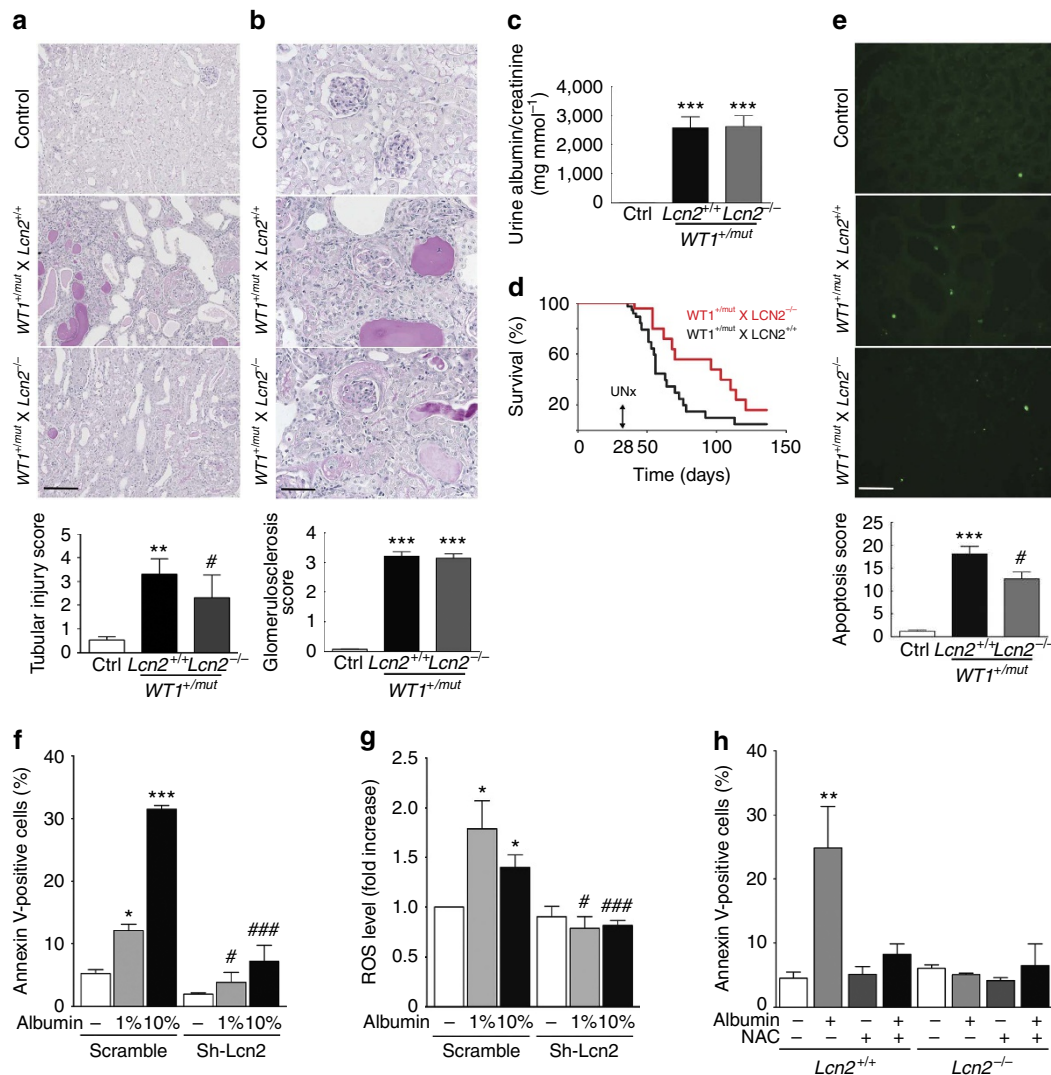 a
Control
WT1+/mut X Lcn2+/+
WT1+/mut X Lcn2−/−
Tubular injury score
5
4
3
2
1
0
**
#
Ctrl Lcn2+/+ Lcn2−/−
WT1+/mut
b
Control
WT1+/mut X Lcn2+/+
WT1+/mut X Lcn2−/−
Glomerulosclerosis
score
4
3
2
1
0
*** ***
Ctrl Lcn2+/+ Lcn2−/−
WT1+/mut
c
Urine albumin/creatinine
(mg mmol−1)
4,000
3,000
2,000
1,000
0
*** ***
Ctrl Lcn2+/+ Lcn2−/−
WT1+/mut
d
Survival (%)
100
60
20
WT1+/mut X LCN2−/−
WT1+/mut X LCN2+/+
UNx
0 28 50 100 150
Time (days)
e
Control
WT1+/mut X Lcn2+/+
WT1+/mut X Lcn2−/−
Apoptosis score
25
20
15
10
5
0
***
#
Ctrl Lcn2+/+ Lcn2−/−
WT1+/mut
f
Annexin V-positive cells (%)
40
30
20
10
0
*
***
#
###
Albumin – 1% 10% – 1% 10%
Scramble Sh-Lcn2
g
ROS level (fold increase)
2.5
2.0
1.5
1.0
0.5
0
*
*
#
###
Albumin – 1% 10% – 1% 10%
Scramble Sh-Lcn2
h
Annexin V-positive cells (%)
40
30
20
10
0
**
Albumin – + – + – + – +
NAC – – + + – – + +
Lcn2+/+ Lcn2−/−